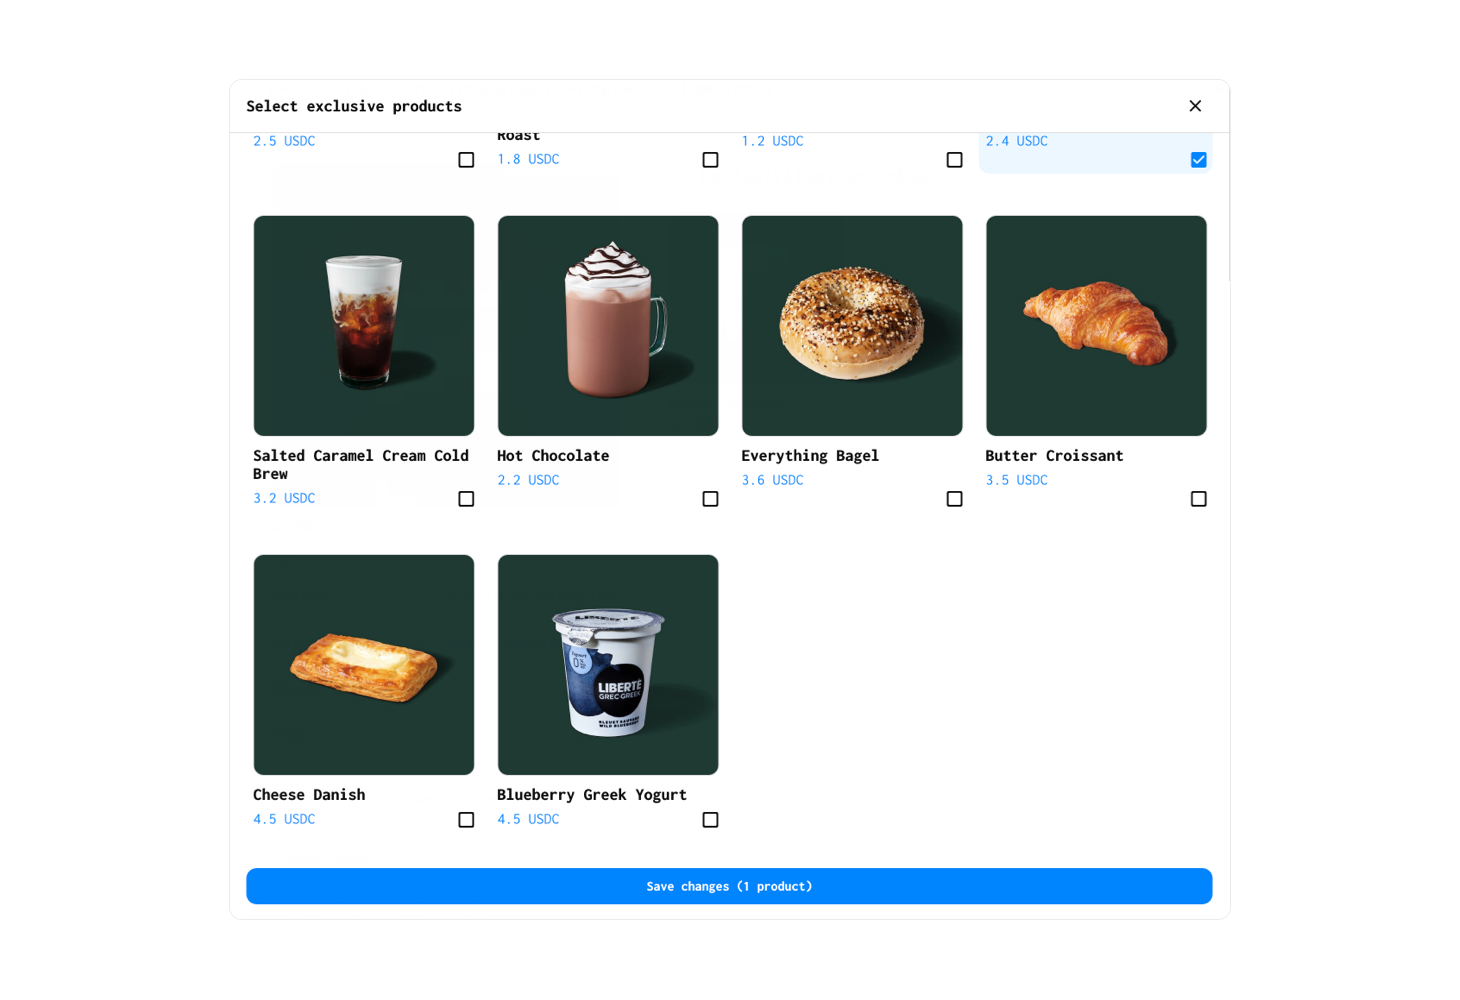 Select exclusive products
2.5 USDC
Roast
1.8 USDC
1.2 USDC
2.4 USDC
Salted Caramel Cream Cold
Brew
3.2 USDC
Hot Chocolate
2.2 USDC
Everything Bagel
3.6 USDC
Butter Croissant
3.5 USDC
LIBERTÉ
GREC·GREEK
Cheese Danish
4.5 USDC
Blueberry Greek Yogurt
4.5 USDC
Save changes (1 product)